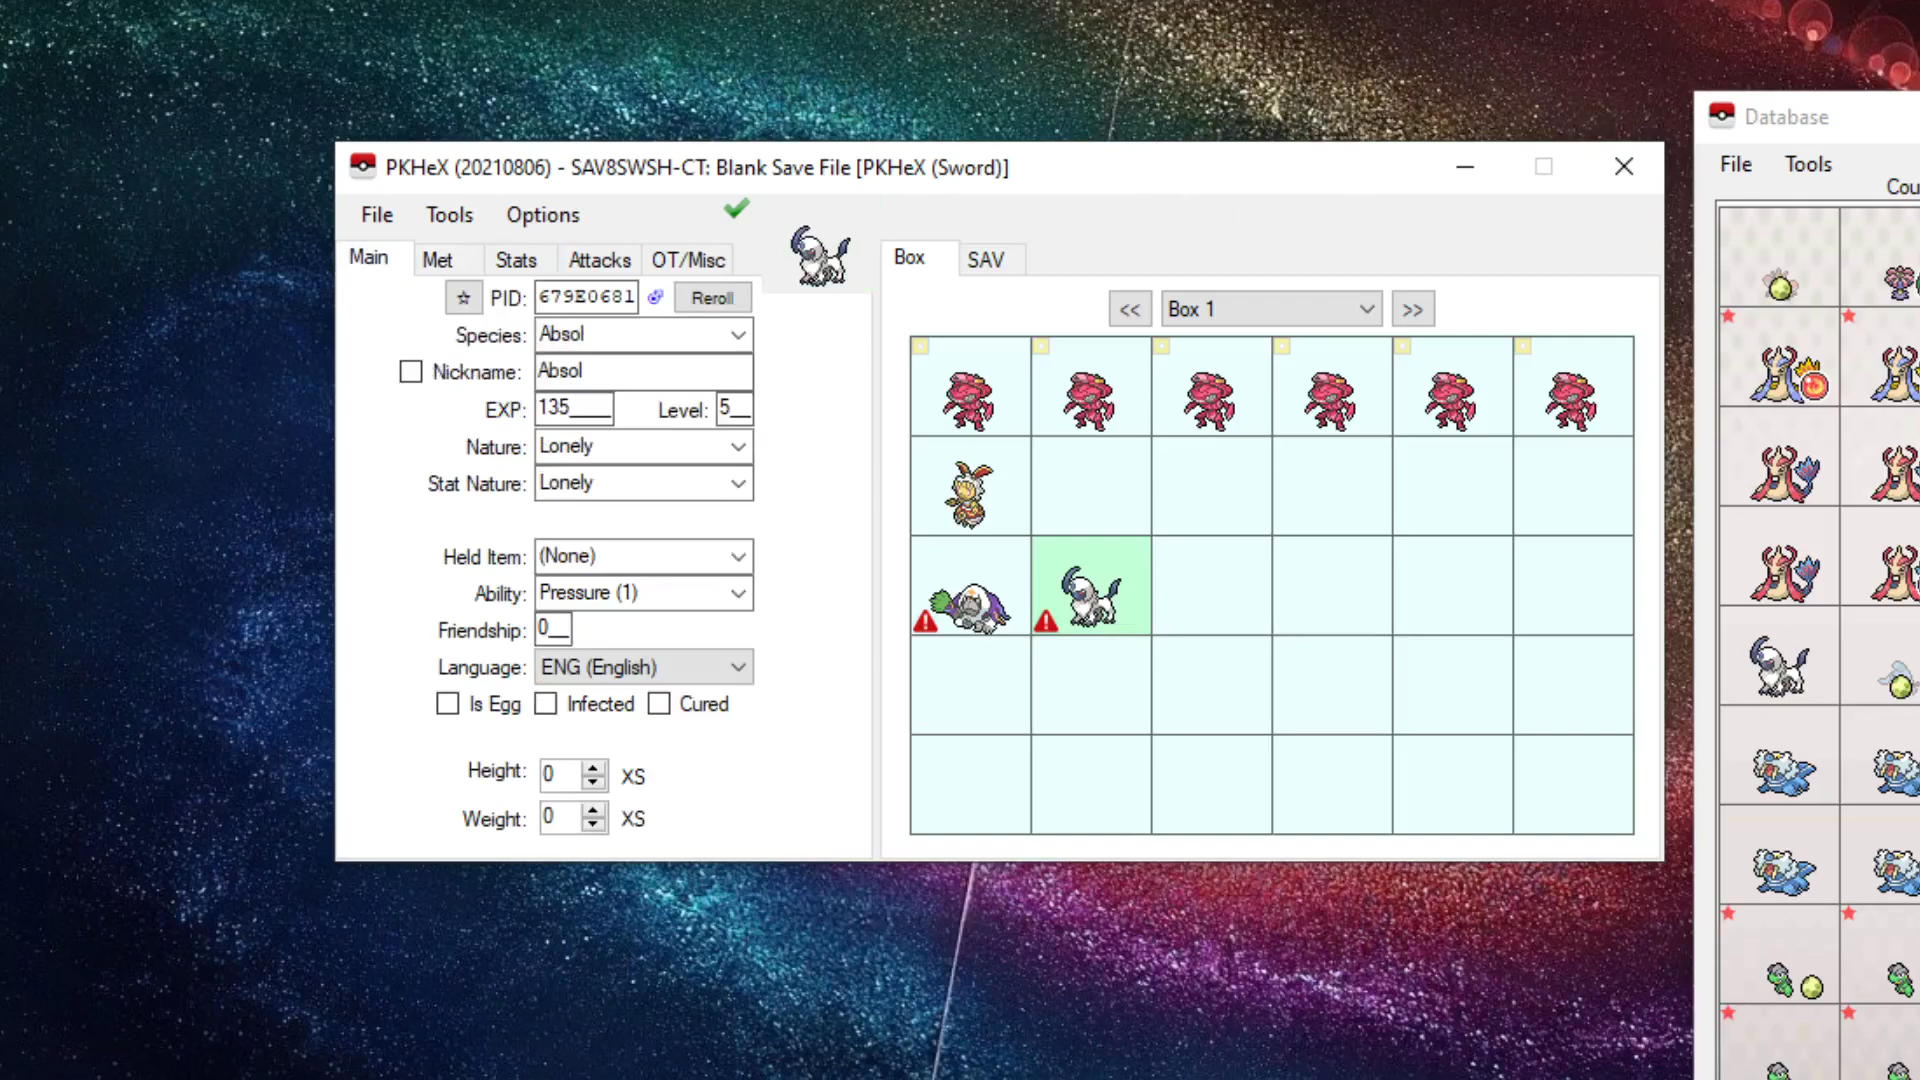 PKHeX (20210806) - SAV8SWSH-CT: Blank Save File [PKHeX (Sword)]
File Tools Options
Main Met Stats Attacks OT/Misc
PID: 679E0681 Reroll
Species: Absol
Nickname: Absol
EXP: 135____ Level: 5__
Nature: Lonely
Stat Nature: Lonely
Held Item: (None)
Ability: Pressure (1)
Friendship: 0__
Language: ENG (English)
Is Egg Infected Cured
Height: 0 XS
Weight: 0 XS
Box SAV
<< Box 1 >>
Database
File Tools
Cou